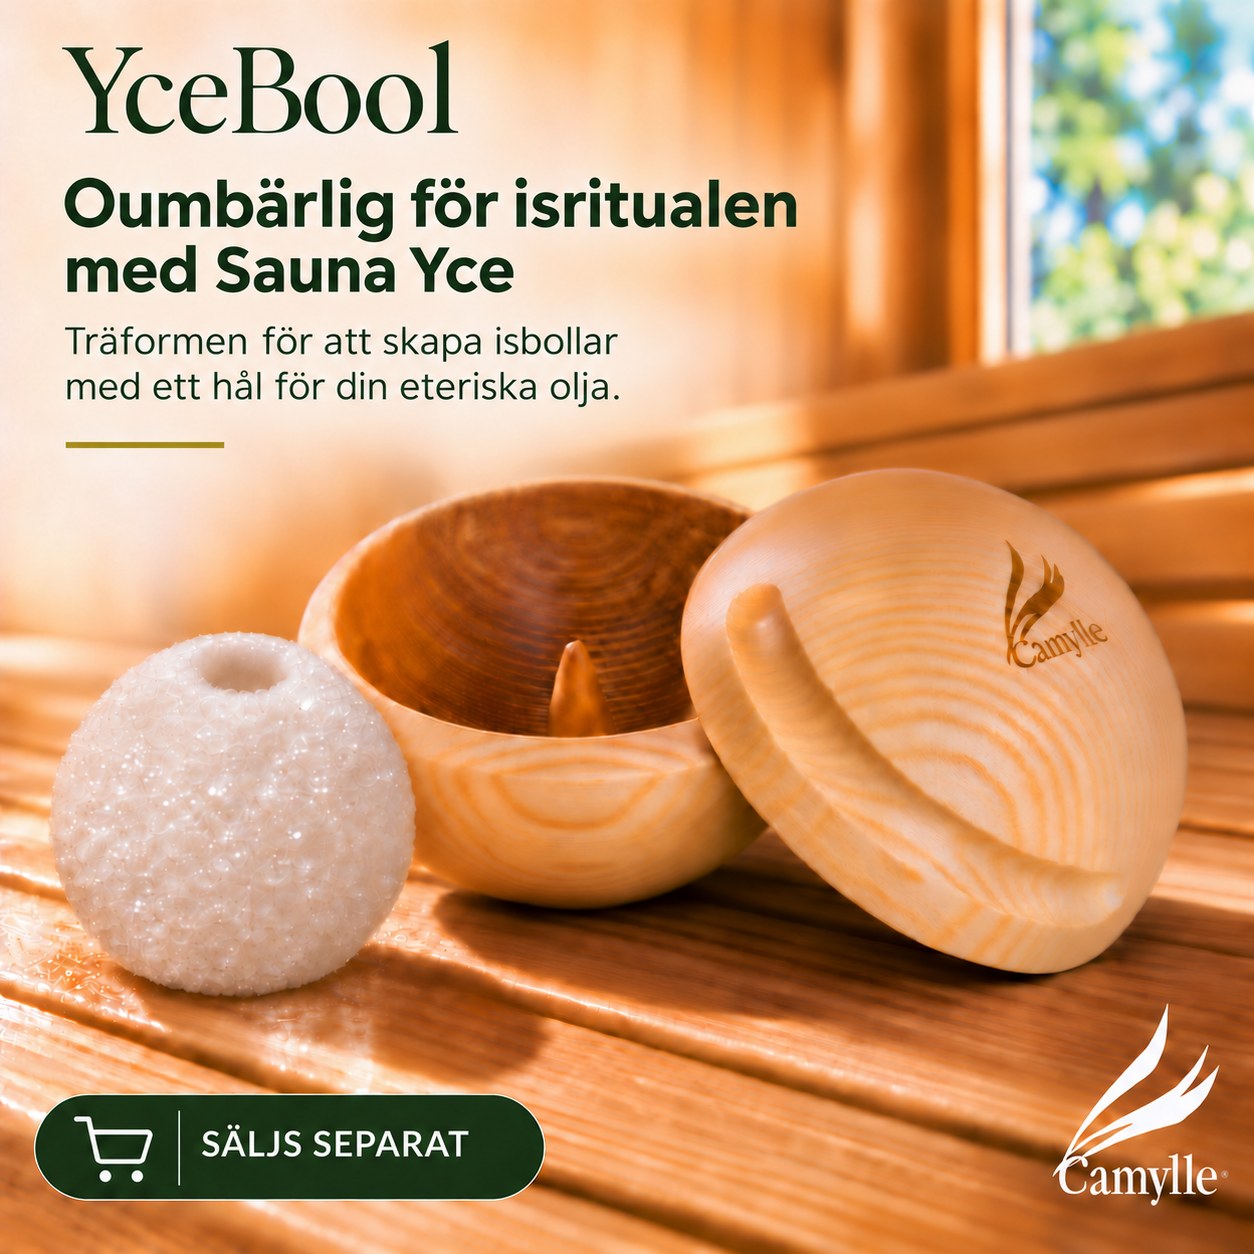 YceBool
Oumbärlig för isritualen
med Sauna Yce
Träformen för att skapa isbollar
med ett hål för din eteriska olja.
Camylle
SÄLJS SEPARAT
Camylle®